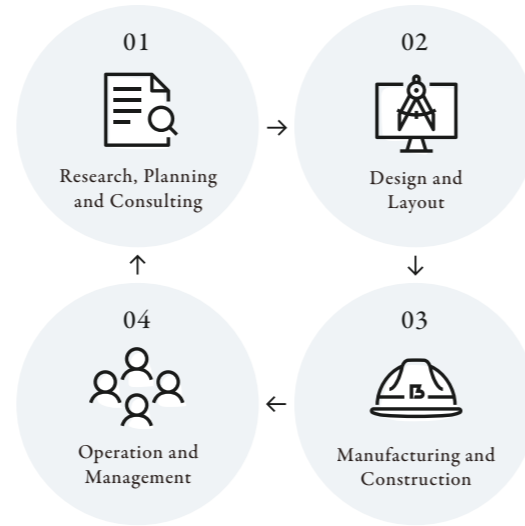 01
Research, Planning
and Consulting
02
Design and
Layout
03
Manufacturing and
Construction
04
Operation and
Management